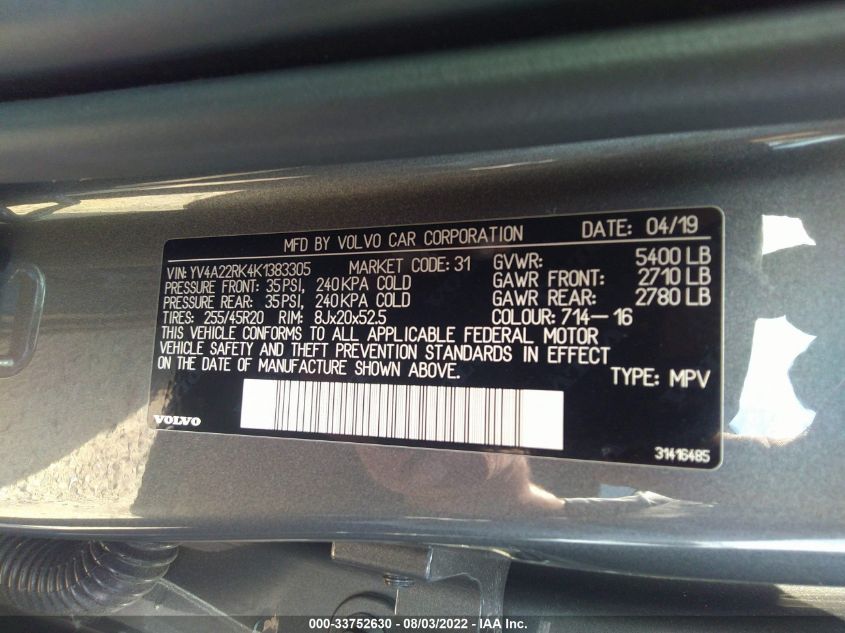 MFD BY VOLVO CAR CORPORATION DATE: 04/19
VIN: YV4A22RK4K1383305 MARKET CODE: 31 GVWR: 5400 LB
PRESSURE FRONT: 35 PSI, 240 KPA COLD GAWR FRONT: 2710 LB
PRESSURE REAR: 35 PSI, 240 KPA COLD GAWR REAR: 2780 LB
TIRES: 255/45R20 RIM: 8Jx20x52.5 COLOUR: 714-16
THIS VEHICLE CONFORMS TO ALL APPLICABLE FEDERAL MOTOR
VEHICLE SAFETY AND THEFT PREVENTION STANDARDS IN EFFECT
ON THE DATE OF MANUFACTURE SHOWN ABOVE. TYPE: MPV
VOLVO 31416485
000-33752630 - 08/03/2022 - IAA Inc.